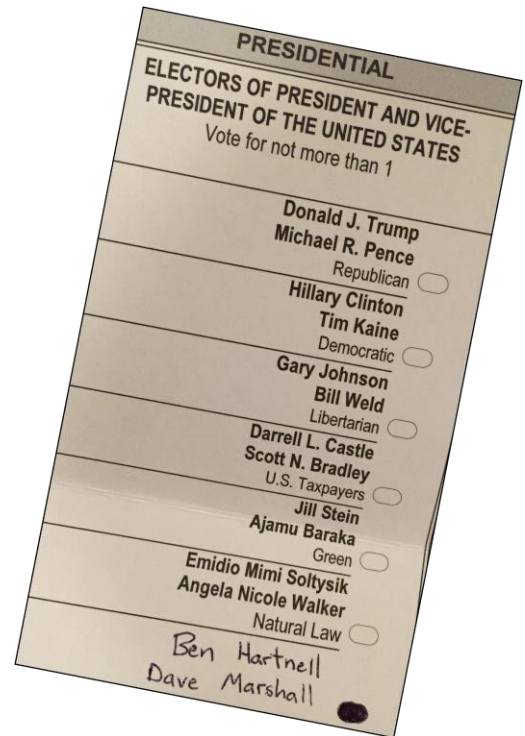 PRESIDENTIAL
ELECTORS OF PRESIDENT AND VICE-
PRESIDENT OF THE UNITED STATES
Vote for not more than 1
Donald J. Trump
Michael R. Pence
Republican
Hillary Clinton
Tim Kaine
Democratic
Gary Johnson
Bill Weld
Libertarian
Darrell L. Castle
Scott N. Bradley
U.S. Taxpayers
Jill Stein
Ajamu Baraka
Green
Emidio Mimi Soltysik
Angela Nicole Walker
Natural Law
Ben Hartnell
Dave Marshall